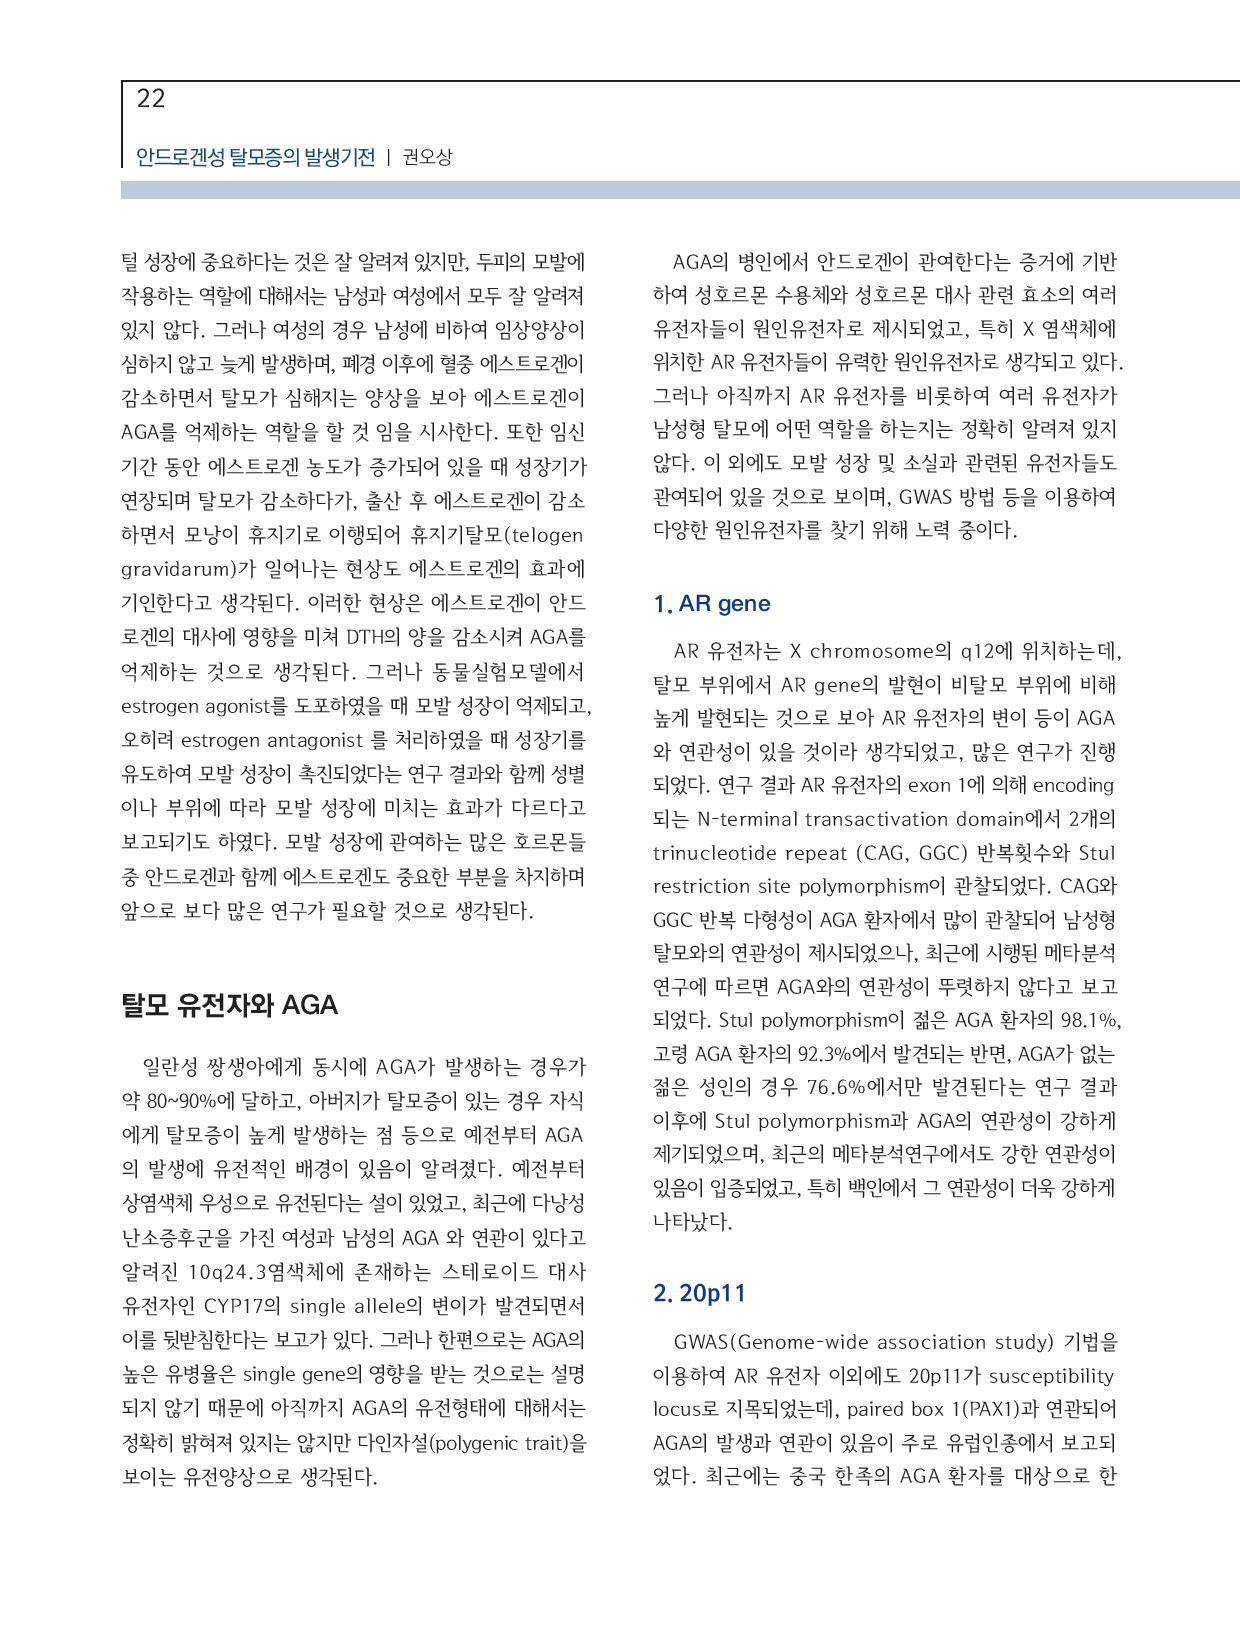 22
안드로겐성 탈모증의 발생기전 | 권오상
털 성장에 중요하다는 것은 잘 알려져 있지만, 두피의 모발에
작용하는 역할에 대해서는 남성과 여성에서 모두 잘 알려져
있지 않다. 그러나 여성의 경우 남성에 비하여 임상양상이
심하지 않고 늦게 발생하며, 폐경 이후에 혈중 에스트로겐이
감소하면서 탈모가 심해지는 양상을 보아 에스트로겐이
AGA를 억제하는 역할을 할 것 임을 시사한다. 또한 임신
기간 동안 에스트로겐 농도가 증가되어 있을 때 성장기가
연장되며 탈모가 감소하다가, 출산 후 에스트로겐이 감소
하면서 모낭이 휴지기로 이행되어 휴지기탈모(telogen
gravidarum)가 일어나는 현상도 에스트로겐의 효과에
기인한다고 생각된다. 이러한 현상은 에스트로겐이 안드
로겐의 대사에 영향을 미쳐 DTH의 양을 감소시켜 AGA를
억제하는 것으로 생각된다. 그러나 동물실험모델에서
estrogen agonist를 도포하였을 때 모발 성장이 억제되고,
오히려 estrogen antagonist 를 처리하였을 때 성장기를
유도하여 모발 성장이 촉진되었다는 연구 결과와 함께 성별
이나 부위에 따라 모발 성장에 미치는 효과가 다르다고
보고되기도 하였다. 모발 성장에 관여하는 많은 호르몬들
중 안드로겐과 함께 에스트로겐도 중요한 부분을 차지하며
앞으로 보다 많은 연구가 필요할 것으로 생각된다.
탈모 유전자와 AGA
일란성 쌍생아에게 동시에 AGA가 발생하는 경우가
약 80~90%에 달하고, 아버지가 탈모증이 있는 경우 자식
에게 탈모증이 높게 발생하는 점 등으로 예전부터 AGA
의 발생에 유전적인 배경이 있음이 알려졌다. 예전부터
상염색체 우성으로 유전된다는 설이 있었고, 최근에 다낭성
난소증후군을 가진 여성과 남성의 AGA 와 연관이 있다고
알려진 10q24.3염색체에 존재하는 스테로이드 대사
유전자인 CYP17의 single allele의 변이가 발견되면서
이를 뒷받침한다는 보고가 있다. 그러나 한편으로는 AGA의
높은 유병율은 single gene의 영향을 받는 것으로는 설명
되지 않기 때문에 아직까지 AGA의 유전형태에 대해서는
정확히 밝혀져 있지는 않지만 다인자설(polygenic trait)을
보이는 유전양상으로 생각된다.
AGA의 병인에서 안드로겐이 관여한다는 증거에 기반
하여 성호르몬 수용체와 성호르몬 대사 관련 효소의 여러
유전자들이 원인유전자로 제시되었고, 특히 X 염색체에
위치한 AR 유전자들이 유력한 원인유전자로 생각되고 있다.
그러나 아직까지 AR 유전자를 비롯하여 여러 유전자가
남성형 탈모에 어떤 역할을 하는지는 정확히 알려져 있지
않다. 이 외에도 모발 성장 및 소실과 관련된 유전자들도
관여되어 있을 것으로 보이며, GWAS 방법 등을 이용하여
다양한 원인유전자를 찾기 위해 노력 중이다.
1. AR gene
AR 유전자는 X chromosome의 q12에 위치하는데,
탈모 부위에서 AR gene의 발현이 비탈모 부위에 비해
높게 발현되는 것으로 보아 AR 유전자의 변이 등이 AGA
와 연관성이 있을 것이라 생각되었고, 많은 연구가 진행
되었다. 연구 결과 AR 유전자의 exon 1에 의해 encoding
되는 N-terminal transactivation domain에서 2개의
trinucleotide repeat (CAG, GGC) 반복횟수와 Stul
restriction site polymorphism이 관찰되었다. CAG와
GGC 반복 다형성이 AGA 환자에서 많이 관찰되어 남성형
탈모와의 연관성이 제시되었으나, 최근에 시행된 메타분석
연구에 따르면 AGA와의 연관성이 뚜렷하지 않다고 보고
되었다. Stul polymorphism이 젊은 AGA 환자의 98.1%,
고령 AGA 환자의 92.3%에서 발견되는 반면, AGA가 없는
젊은 성인의 경우 76.6%에서만 발견된다는 연구 결과
이후에 Stul polymorphism과 AGA의 연관성이 강하게
제기되었으며, 최근의 메타분석연구에서도 강한 연관성이
있음이 입증되었고, 특히 백인에서 그 연관성이 더욱 강하게
나타났다.
2. 20p11
GWAS(Genome-wide association study) 기법을
이용하여 AR 유전자 이외에도 20p11가 susceptibility
locus로 지목되었는데, paired box 1(PAX1)과 연관되어
AGA의 발생과 연관이 있음이 주로 유럽인종에서 보고되
었다. 최근에는 중국 한족의 AGA 환자를 대상으로 한